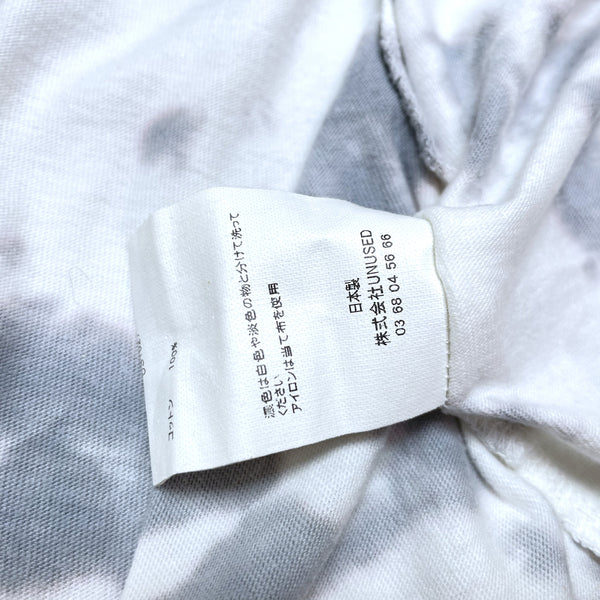 コットン 100%
濃色は白色や淡色の物と分けて洗って
ください
アイロンは当て布を使用
日本製
株式会社UNUSED
03 68 04 56 66